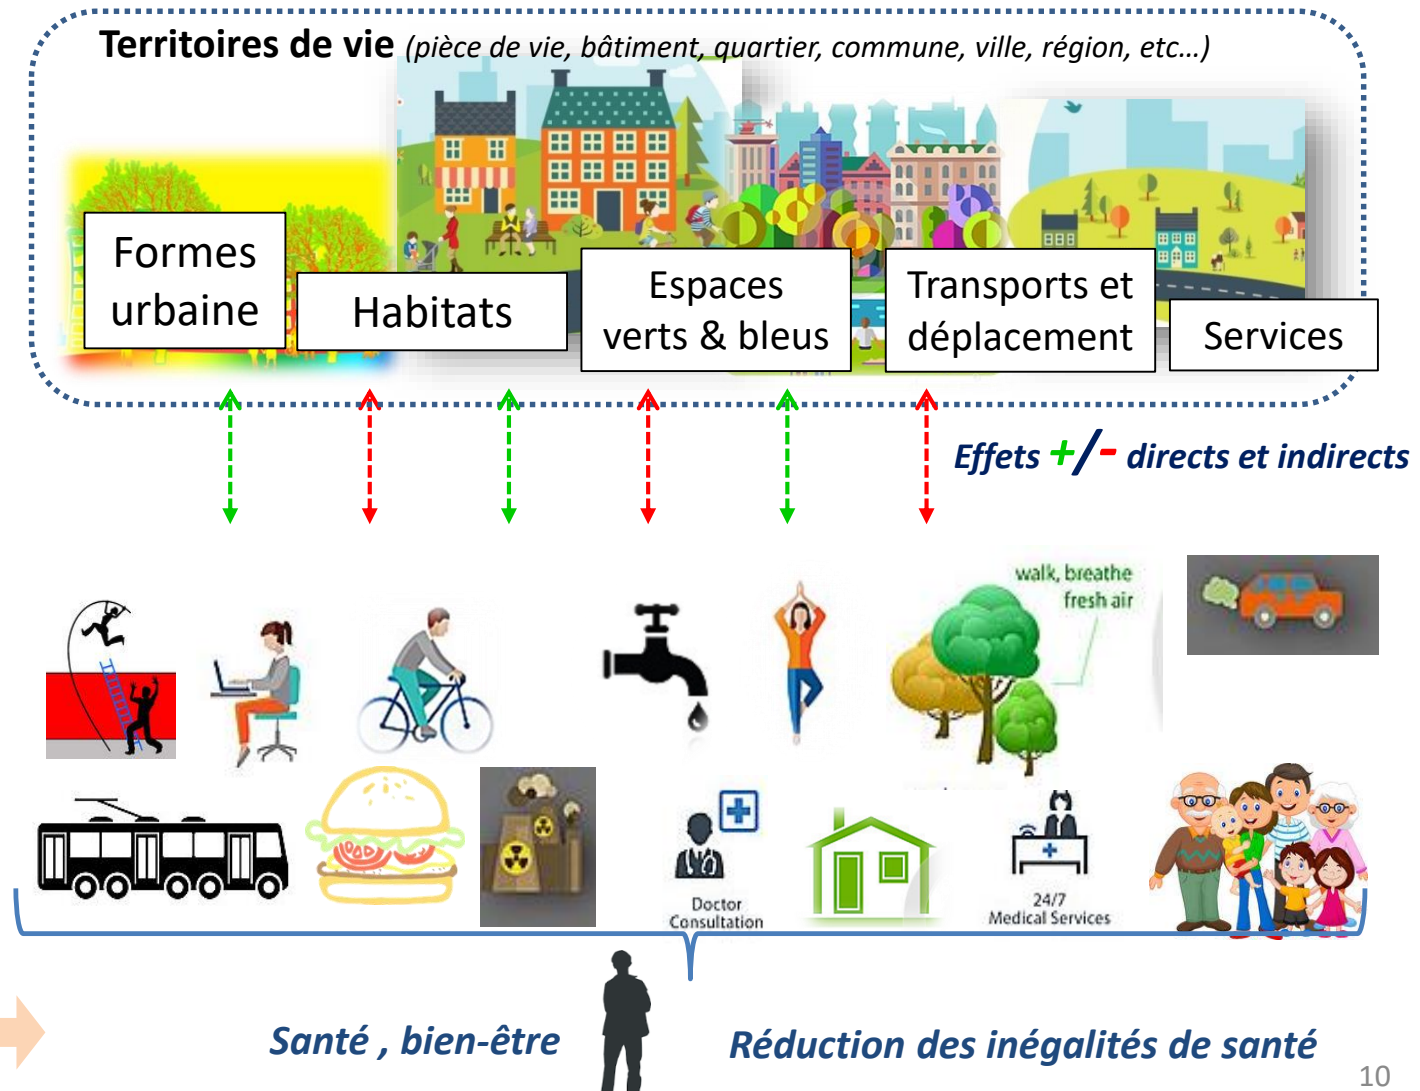 Territoires de vie (pièce de vie, bâtiment, quartier, commune, ville, région, etc…)
Formes
urbaine
Habitats
Espaces
verts & bleus
Transports et
déplacement
Services
Effets +/- directs et indirects
walk, breathe
fresh air
Doctor
Consultation
24/7
Medical Services
Santé , bien-être
Réduction des inégalités de santé
10